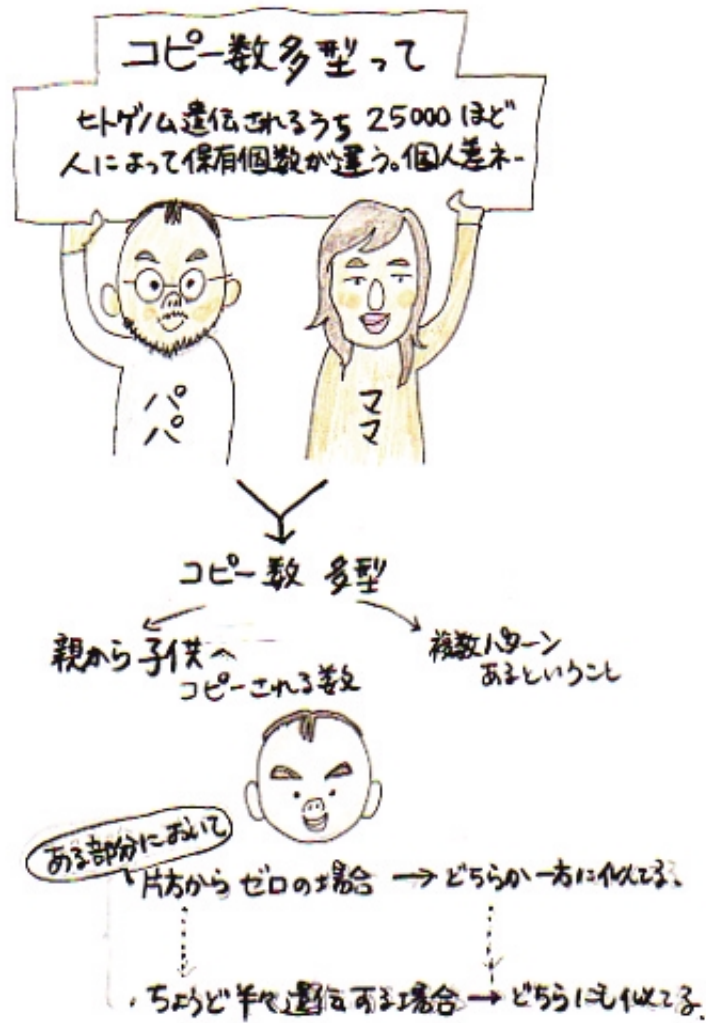 コピー数多型って
ヒトゲノム遺伝されるうち 25000ほど
人によって保有個数が違う。個人差ネー
パパ
ママ
コピー数 多型
親から子供へ
コピーされる数
複数パターン
あるということ
ある部分において
片方から ゼロの場合 → どちらか一方に似てる。
・ちょうど半々遺伝する場合 → どちらにも似てる。